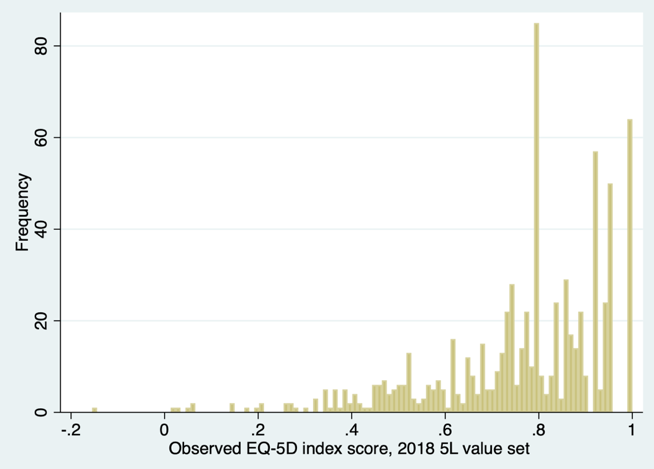 80
60
40
20
0
Frequency
-.2 0 .2 .4 .6 .8 1
Observed EQ-5D index score, 2018 5L value set